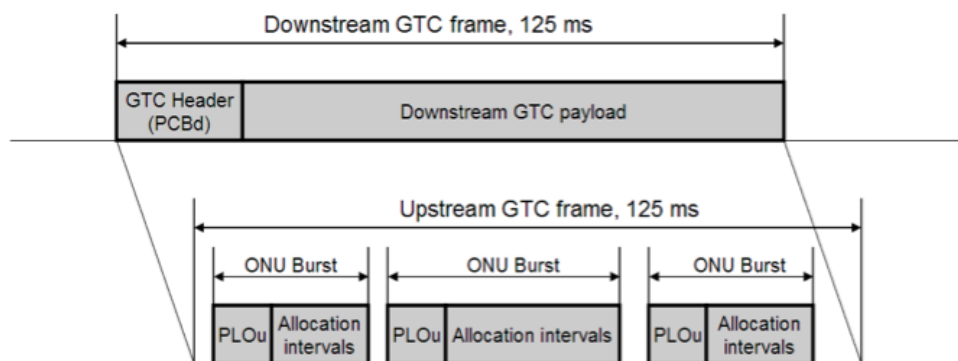 Downstream GTC frame, 125 ms
GTC Header
(PCBd)
Downstream GTC payload
Upstream GTC frame, 125 ms
ONU Burst
ONU Burst
ONU Burst
PLOu
Allocation
intervals
PLOu
Allocation intervals
PLOu
Allocation
intervals